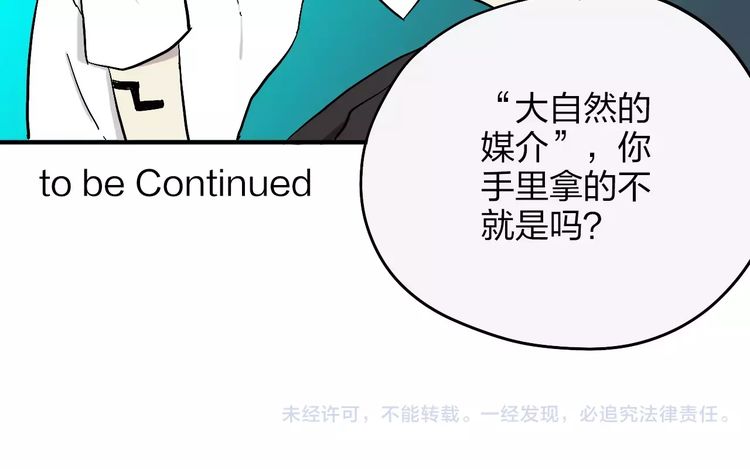 “大自然的
媒介”，你
手里拿的不
就是吗？
to be Continued
未经许可，不能转载。一经发现，必追究法律责任。